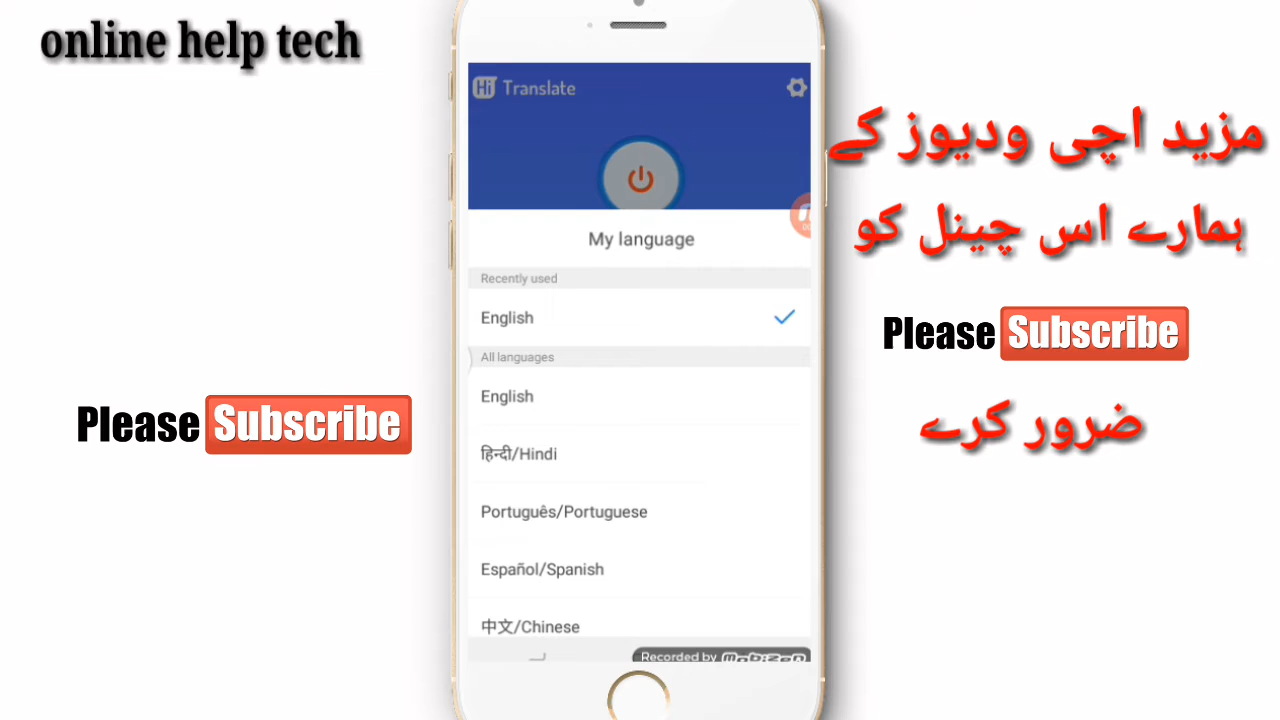 online help tech
Hi Translate
My language
Recently used
English
All languages
English
हिन्दी/Hindi
Português/Portuguese
Español/Spanish
中文/Chinese
Recorded by
Please Subscribe
مزید اچی ودیوز کے
ہمارے اس چینل کو
Please Subscribe
ضرور کرے